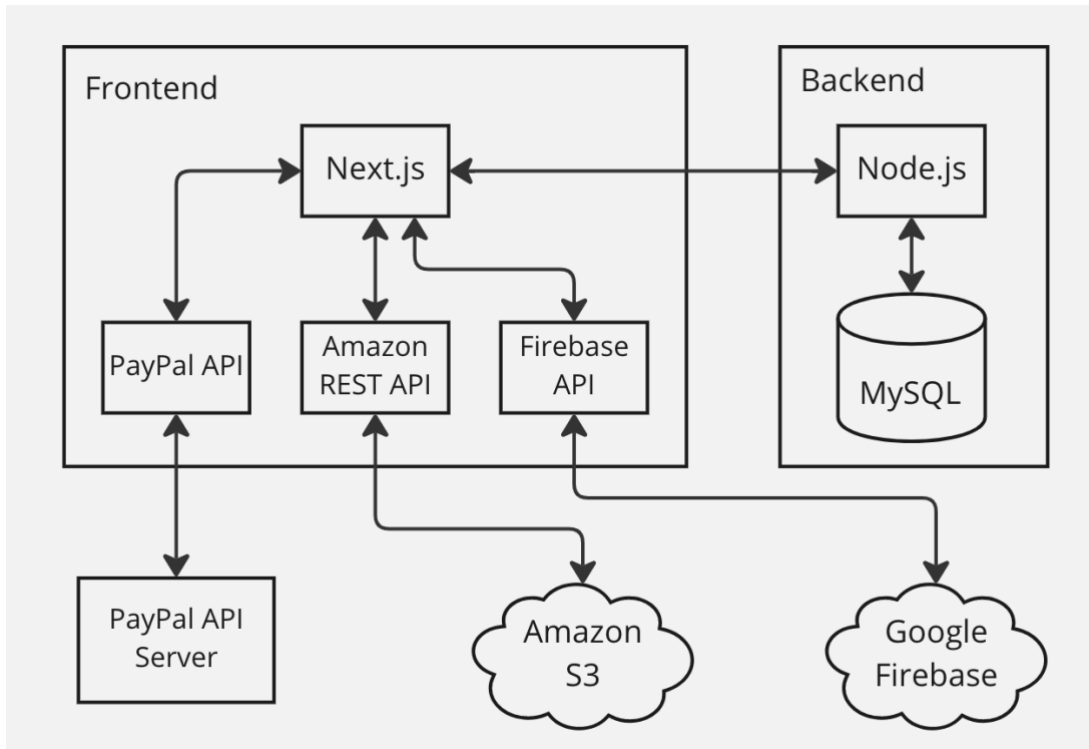 Frontend
Backend
Next.js
Node.js
PayPal API
Amazon
REST API
Firebase
API
MySQL
PayPal API
Server
Amazon
S3
Google
Firebase